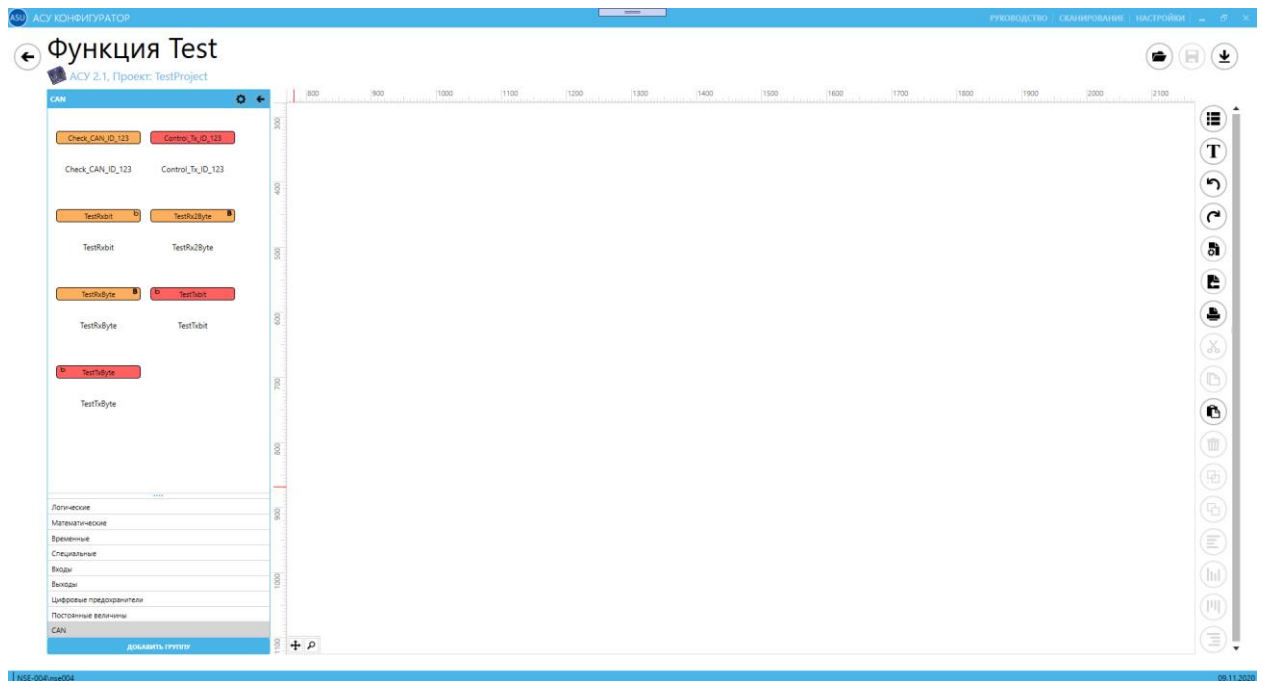 ASU АСУ КОНФИГУРАТОР
РУКОВОДСТВО СКАНИРОВАНИЕ НАСТРОЙКИ
Функция Test
АСУ 2.1, Проект: TestProject
CAN
800 900 1000 1100 1200 1300 1400 1500 1600 1700 1800 1900 2000 2100
300
400
500
600
700
800
900
1000
1100
Check_CAN_ID_123 Control_Tx_ID_123
Check_CAN_ID_123 Control_Tx_ID_123
TestRxbit b TestRx2Byte B
TestRxbit TestRx2Byte
TestRxByte B b TestTxbit
TestRxByte TestTxbit
b TestTxByte
TestTxByte
Логические
Математические
Временные
Специальные
Входы
Выходы
Цифровые предохранители
Постоянные величины
CAN
ДОБАВИТЬ ГРУППУ
T
NSE-004\nse004
09.11.2020